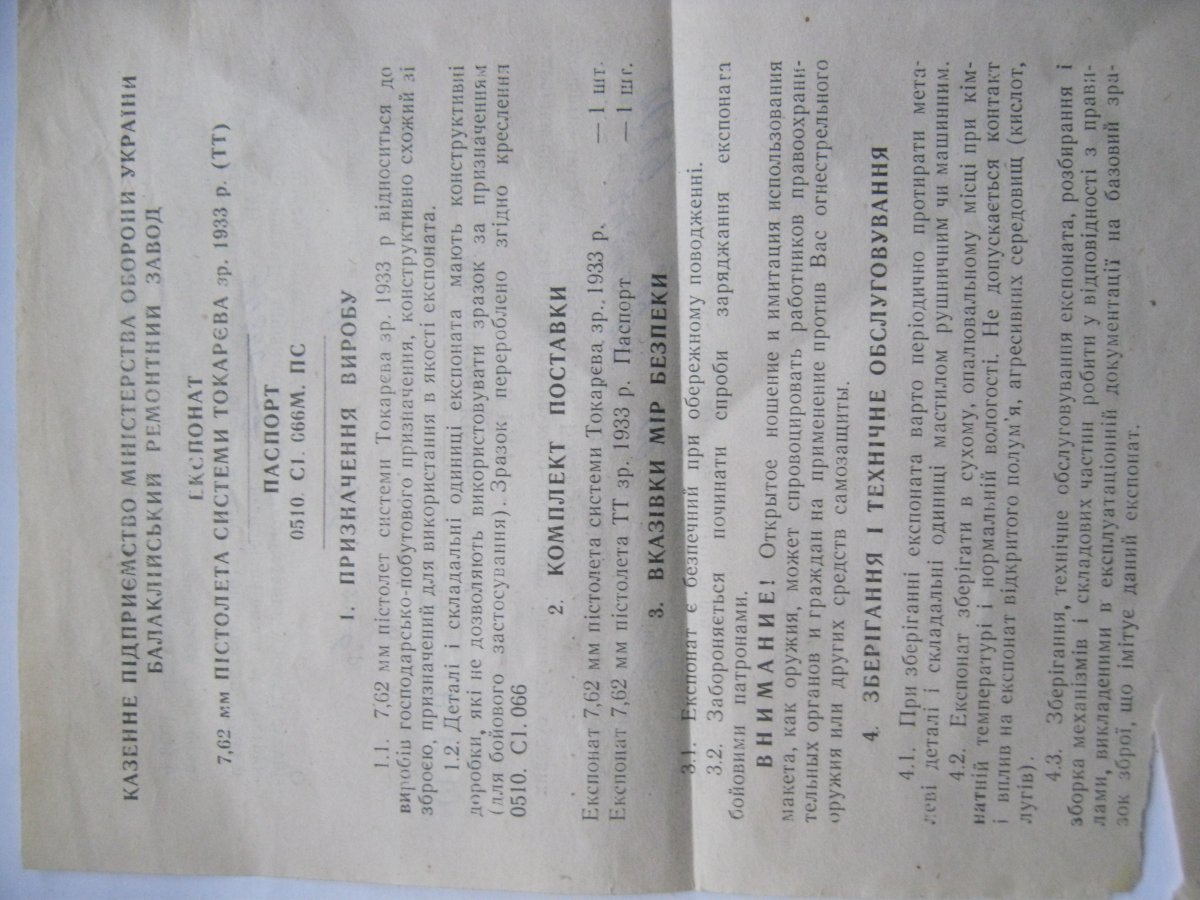 КАЗЕННЕ ПІДПРИЄМСТВО МІНІСТЕРСТВА ОБОРОНИ УКРАЇНИ
БАЛАКЛІЙСЬКИЙ РЕМОНТНИЙ ЗАВОД
ЕКСПОНАТ
7,62 мм ПІСТОЛЕТА СИСТЕМИ ТОКАРЄВА зр. 1933 р. (ТТ)
ПАСПОРТ
0510. СІ. 066М. ПС
1. ПРИЗНАЧЕННЯ ВИРОБУ
1.1. 7,62 мм пістолет системи Токарєва зр. 1933 р відноситься до
виробів господарсько-побутового призначення, конструктивно схожий зі
зброєю, призначений для використання в якості експоната.
1.2. Деталі і складальні одиниці експоната мають конструктивні
доробки, які не дозволяють використовувати зразок за призначенням
(для бойового застосування). Зразок перероблено згідно креслення
0510. СІ. 066
2. КОМПЛЕКТ ПОСТАВКИ
Експонат 7,62 мм пістолета системи Токарєва зр., 1933 р. — 1 шт.
Експонат 7,62 мм пістолета ТТ зр. 1933 р. Паспорт — 1 шт.
3. ВКАЗІВКИ МІР БЕЗПЕКИ
3.1. Експонат є безпечний при обережному поводженні.
3.2. Забороняється починати спроби заряджання експоната
бойовими патронами.
ВНИМАНИЕ! Открытое ношение и имитация использования
макета, как оружия, может спровоцировать работников правоохрани-
тельных органов и граждан на применение против Вас огнестрельного
оружия или других средств самозащиты.
4. ЗБЕРІГАННЯ І ТЕХНІЧНЕ ОБСЛУГОВУВАННЯ
4.1. При зберіганні експоната варто періодично протирати мета-
леві деталі і складальні одиниці мастилом рушничним чи машинним.
4.2. Експонат зберігати в сухому, опалювальному місці при кім-
натній температурі і нормальній вологості. Не допускається контакт
і вплив на експонат відкритого полум'я, агресивних середовищ (кислот,
лугів).
4.3. Зберігання, технічне обслуговування експоната, розбирання і
зборка механізмів і складових частин робити у відповідності з прави-
лами, викладеними в експлуатаціонній документації на базовий зра-
зок зброї, що імітує даний експонат.